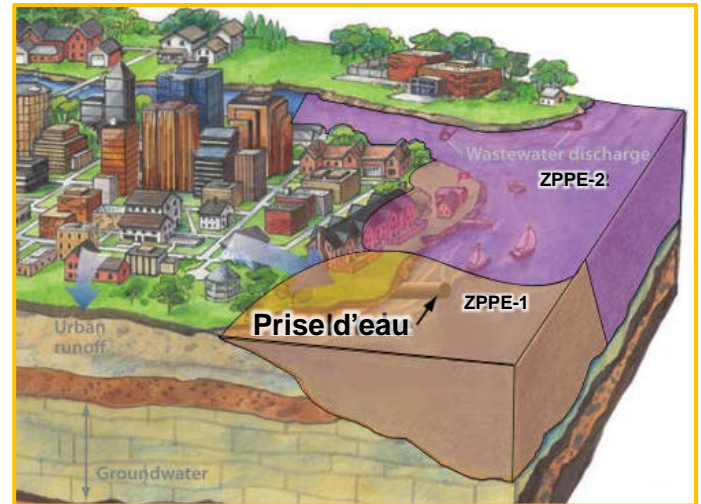 Wastewater discharge
ZPPE-2
ZPPE-1
Prise d'eau
Urban
runoff
Groundwater